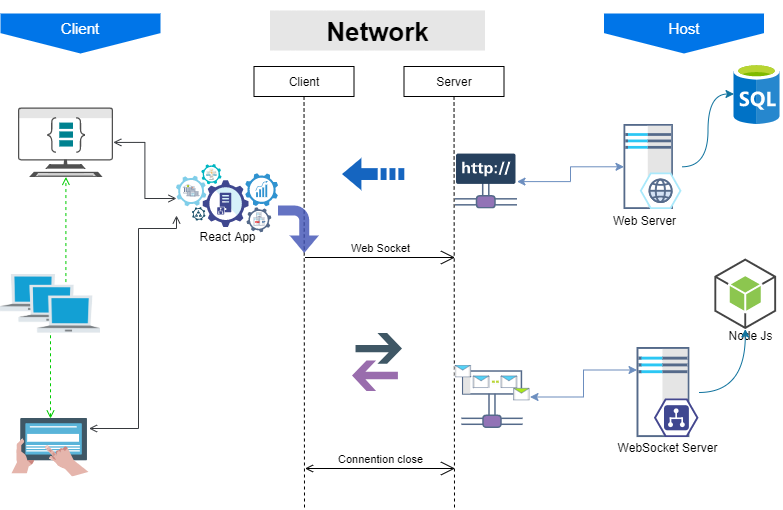 Client
Network
Host
Client
Server
SQL
http://
Web Server
React App
Web Socket
Node Js
WebSocket Server
Connention close